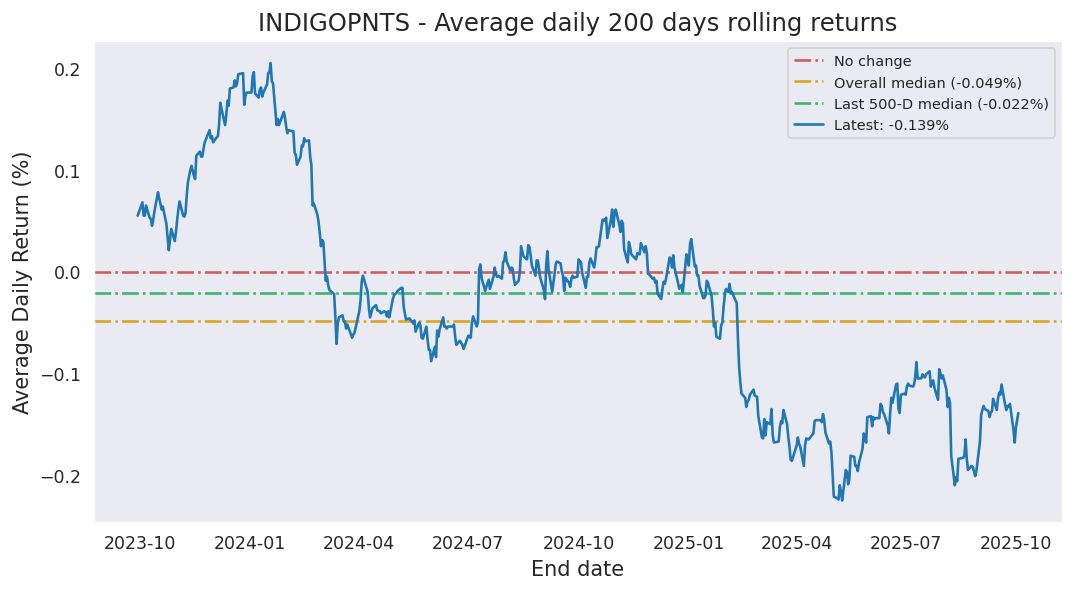 INDIGOPNTS - Average daily 200 days rolling returns
No change
Overall median (-0.049%)
Last 500-D median (-0.022%)
Latest: -0.139%
Average Daily Return (%)
0.2
0.1
0.0
−0.1
−0.2
2023-10 2024-01 2024-04 2024-07 2024-10 2025-01 2025-04 2025-07 2025-10
End date